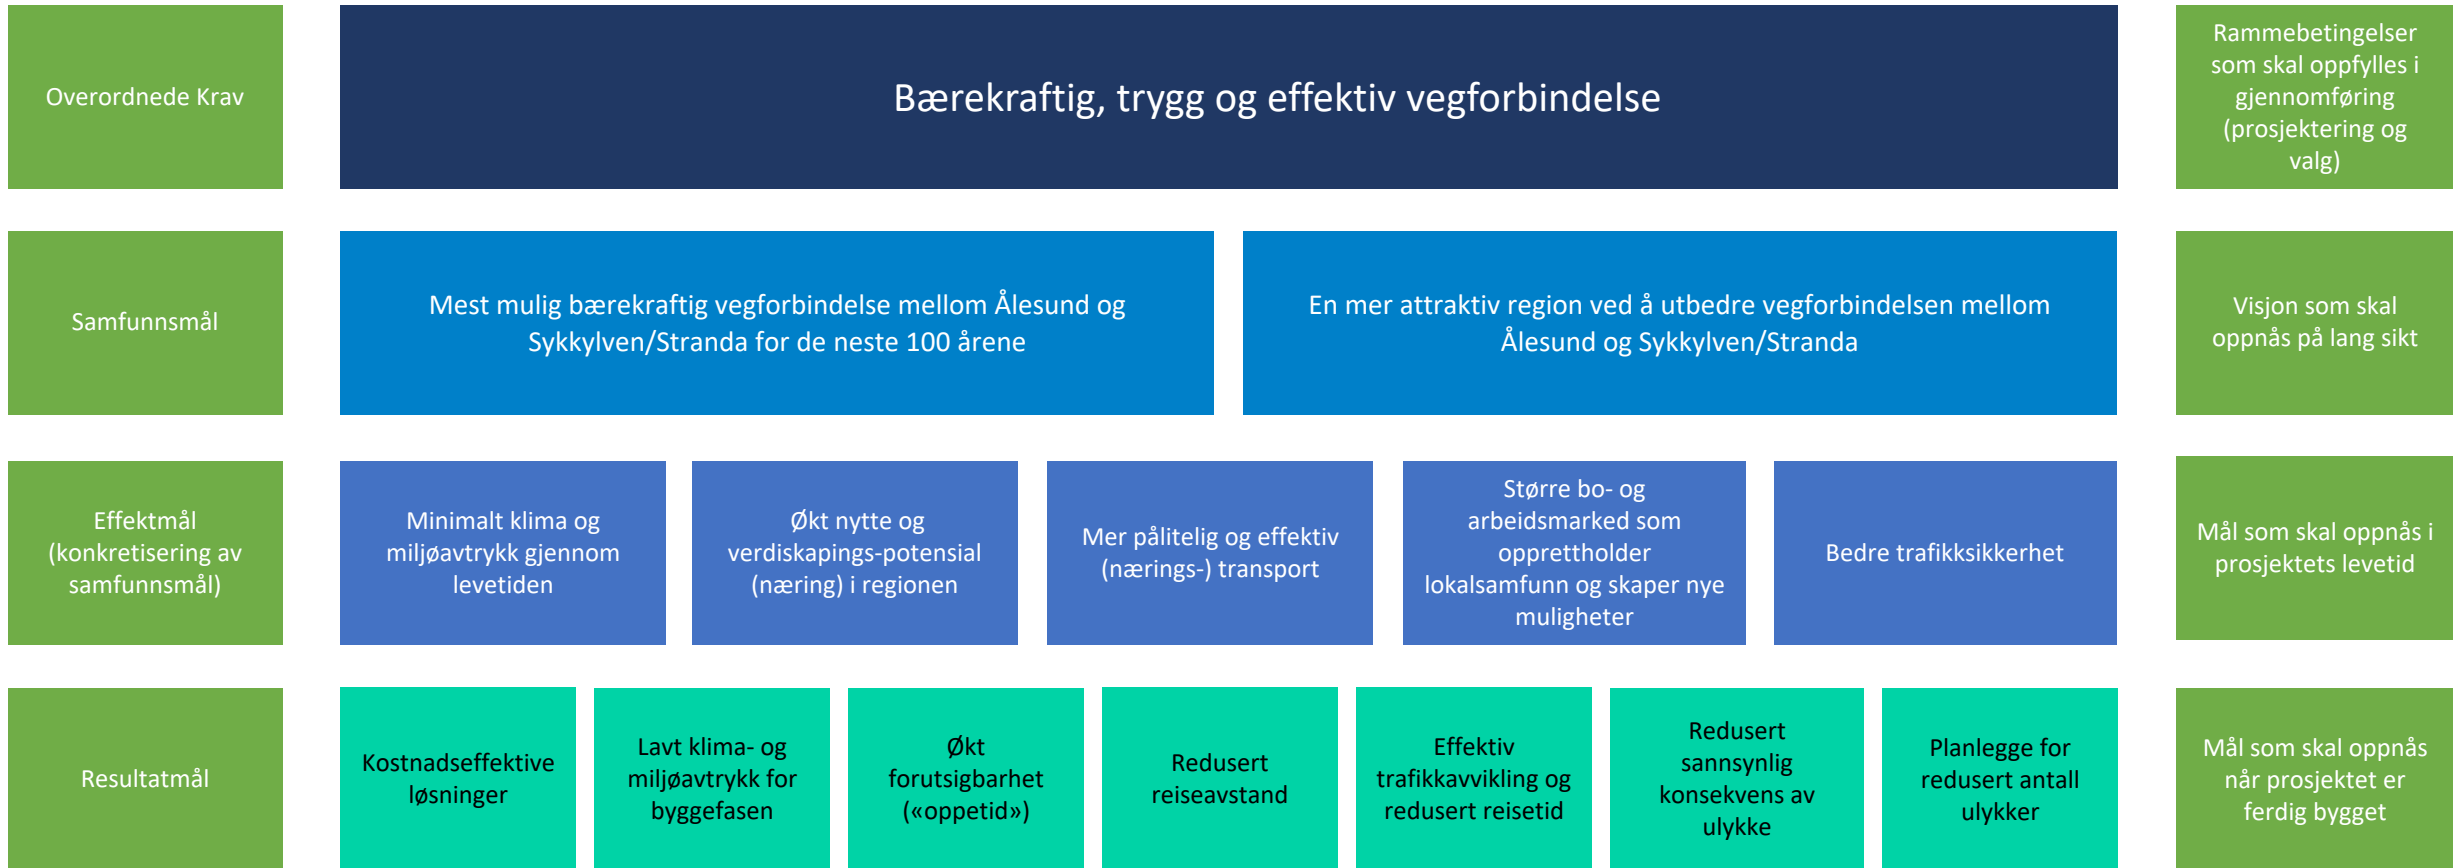 Overordnede Krav
Bærekraftig, trygg og effektiv vegforbindelse
Rammebetingelser
som skal oppfylles i
gjennomføring
(prosjektering og
valg)
Samfunnsmål
Mest mulig bærekraftig vegforbindelse mellom Ålesund og
Sykkylven/Stranda for de neste 100 årene
En mer attraktiv region ved å utbedre vegforbindelsen mellom
Ålesund og Sykkylven/Stranda
Visjon som skal
oppnås på lang sikt
Effektmål
(konkretisering av
samfunnsmål)
Minimalt klima og
miljøavtrykk gjennom
levetiden
Økt nytte og
verdiskapings-potensial
(næring) i regionen
Mer pålitelig og effektiv
(nærings-) transport
Større bo- og
arbeidsmarked som
opprettholder
lokalsamfunn og skaper nye
muligheter
Bedre trafikksikkerhet
Mål som skal oppnås i
prosjektets levetid
Resultatmål
Kostnadseffektive
løsninger
Lavt klima- og
miljøavtrykk for
byggefasen
Økt
forutsigbarhet
(«oppetid»)
Redusert
reiseavstand
Effektiv
trafikkavvikling og
redusert reisetid
Redusert
sannsynlig
konsekvens av
ulykke
Planlegge for
redusert antall
ulykker
Mål som skal oppnås
når prosjektet er
ferdig bygget